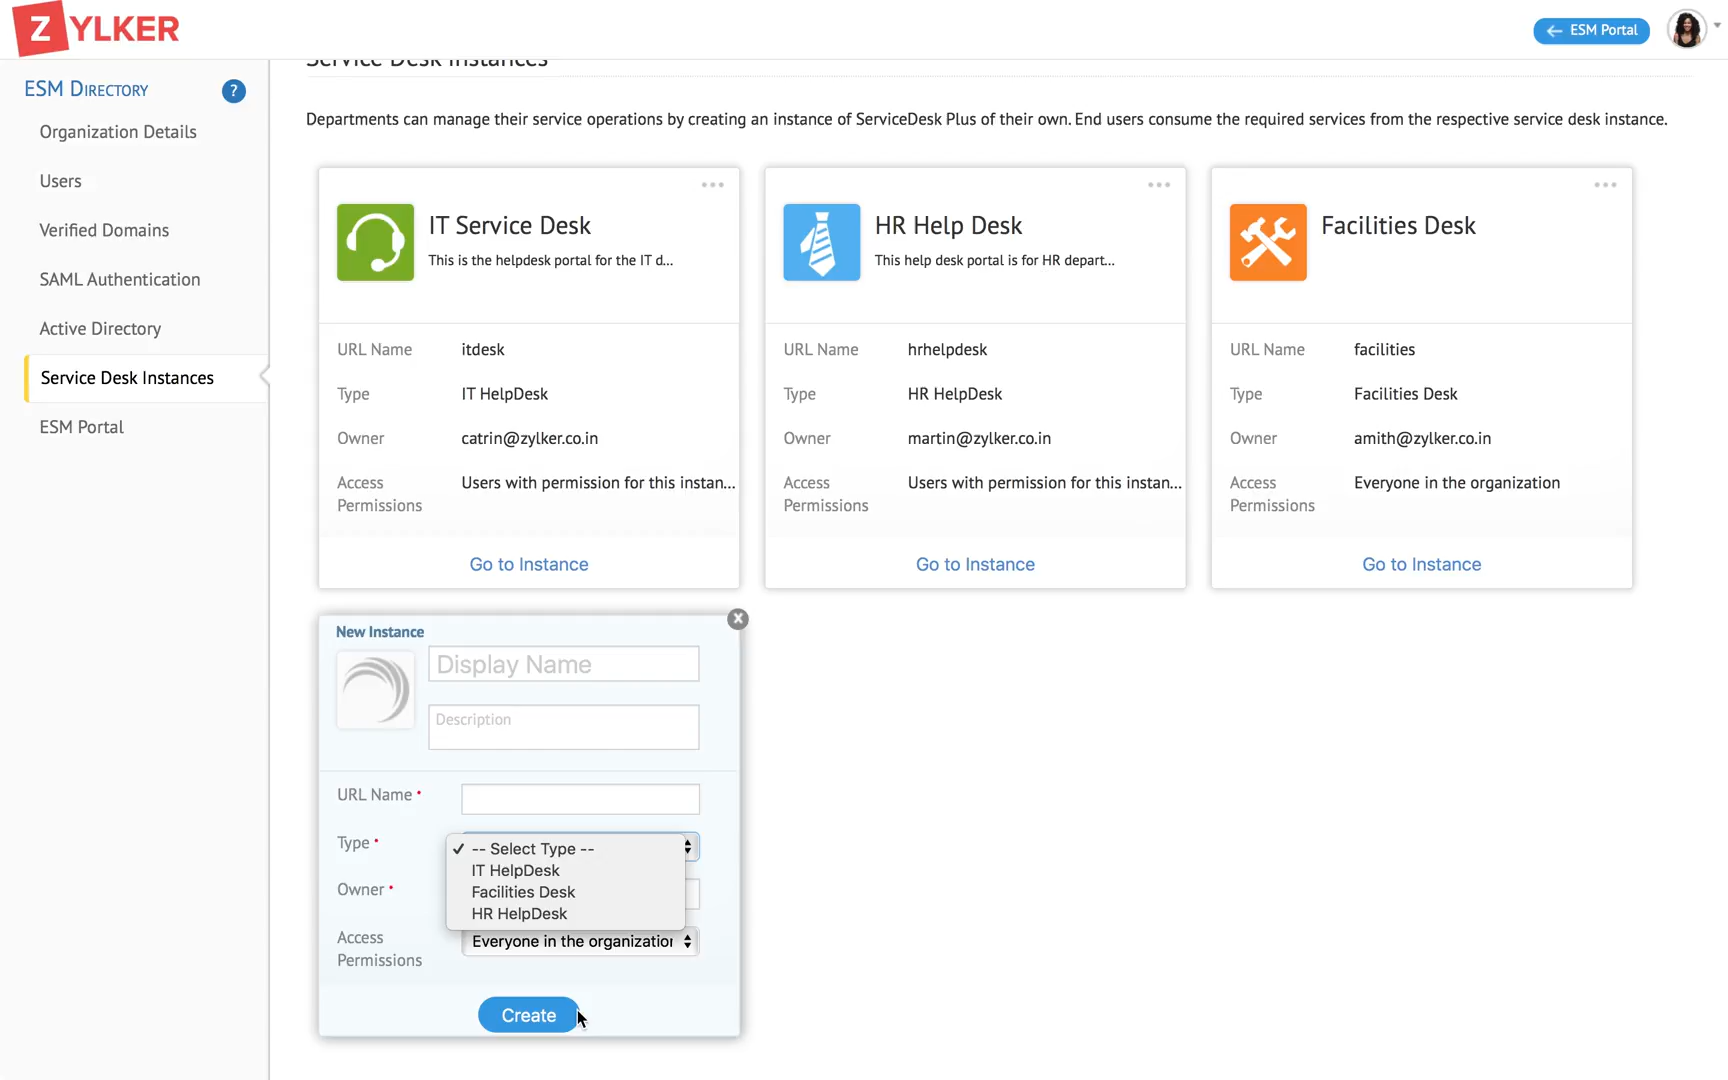 ZYLKER
ESM Portal
ESM DIRECTORY
?
Organization Details
Users
Verified Domains
SAML Authentication
Active Directory
Service Desk Instances
ESM Portal
Service Desk Instances
Departments can manage their service operations by creating an instance of ServiceDesk Plus of their own. End users consume the required services from the respective service desk instance.
IT Service Desk
This is the helpdesk portal for the IT d...
URL Name itdesk
Type IT HelpDesk
Owner catrin@zylker.co.in
Access Users with permission for this instan...
Permissions
Go to Instance
HR Help Desk
This help desk portal is for HR depart...
URL Name hrhelpdesk
Type HR HelpDesk
Owner martin@zylker.co.in
Access Users with permission for this instan...
Permissions
Go to Instance
Facilities Desk
URL Name facilities
Type Facilities Desk
Owner amith@zylker.co.in
Access Everyone in the organization
Permissions
Go to Instance
New Instance
Display Name
Description
URL Name *
Type *
✓ -- Select Type --
IT HelpDesk
Facilities Desk
HR HelpDesk
Owner *
Access Everyone in the organization
Permissions
Create